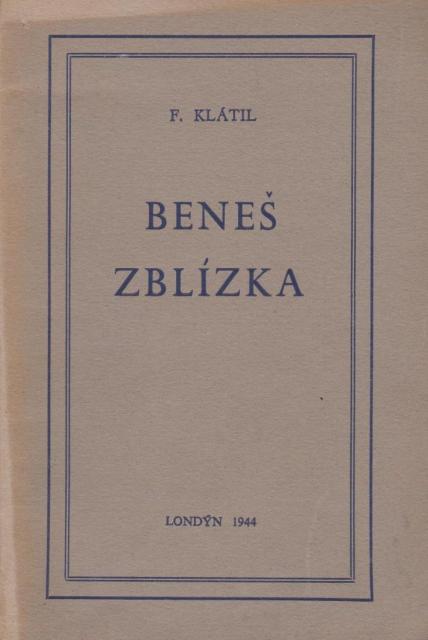 F. KLÁTIL
BENEŠ
ZBLÍZKA
LONDÝN 1944